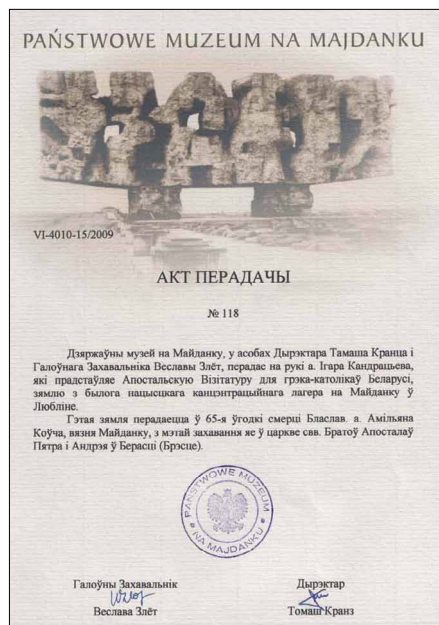 PAŃSTWOWE MUZEUM NA MAJDANKU
VI-4010-15/2009
АКТ ПЕРАДАЧЫ
№ 118
Дзяржаўны музей на Майданку, у асобах Дырэктара Тамаша Кранца і
Галоўнага Захавальніка Веславы Злёт, перадае на рукі а. Ігара Кандрацьева,
які прадстаўляе Апостальскую Візітатуру для грэка-католікаў Беларусі,
зямлю з былога нацысцкага канцэнтрацыйнага лагера на Майданку ў
Любліне.
Гэтая зямля перадаецца ў 65-я ўгодкі смерці Бласлав. а. Амільяна
Коўча, вязня Майданку, з мэтай захавання яе ў царкве свв. Братоў Апосталаў
Пятра і Андрэя ў Берасці (Брэсце).
PAŃSTWOWE MUZEUM
NA MAJDANKU
Галоўны Захавальнік
Дырэктар
Веслава Злёт
Томаш Кранз